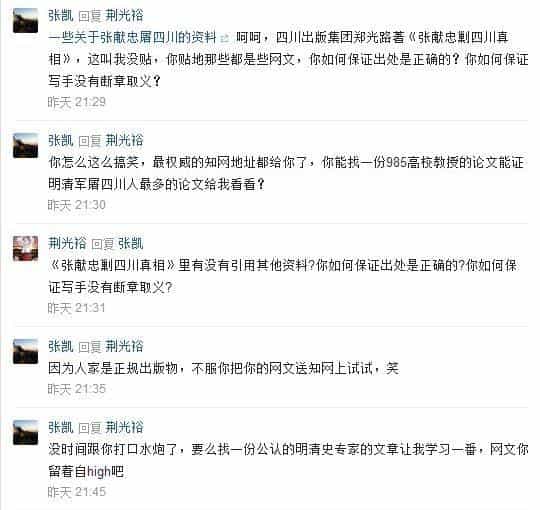 张凯 回复 荆光裕
一些关于张献忠屠四川的资料 呵呵，四川出版集团郑光路著《张献忠剿四川真
相》，这叫我没贴，你贴地那些都是些网文，你如何保证出处是正确的？你如何保证
写手没有断章取义？
昨天 21:29
张凯 回复 荆光裕
你怎么这么搞笑，最权威的知网地址都给你了，你能找一份985高校教授的论文能证
明清军屠四川人最多的论文给我看看？
昨天 21:30
荆光裕 回复 张凯
《张献忠剿四川真相》里有没有引用其他资料?你如何保证出处是正确的?你如何保
证写手没有断章取义?
昨天 21:31
张凯 回复 荆光裕
因为人家是正规出版物，不服你把你的网文送知网上试试，笑
昨天 21:35
张凯 回复 荆光裕
没时间跟你打口水炮了，要么找一份公认的明清史专家的文章让我学习一番，网文你
留着自high吧
昨天 21:45